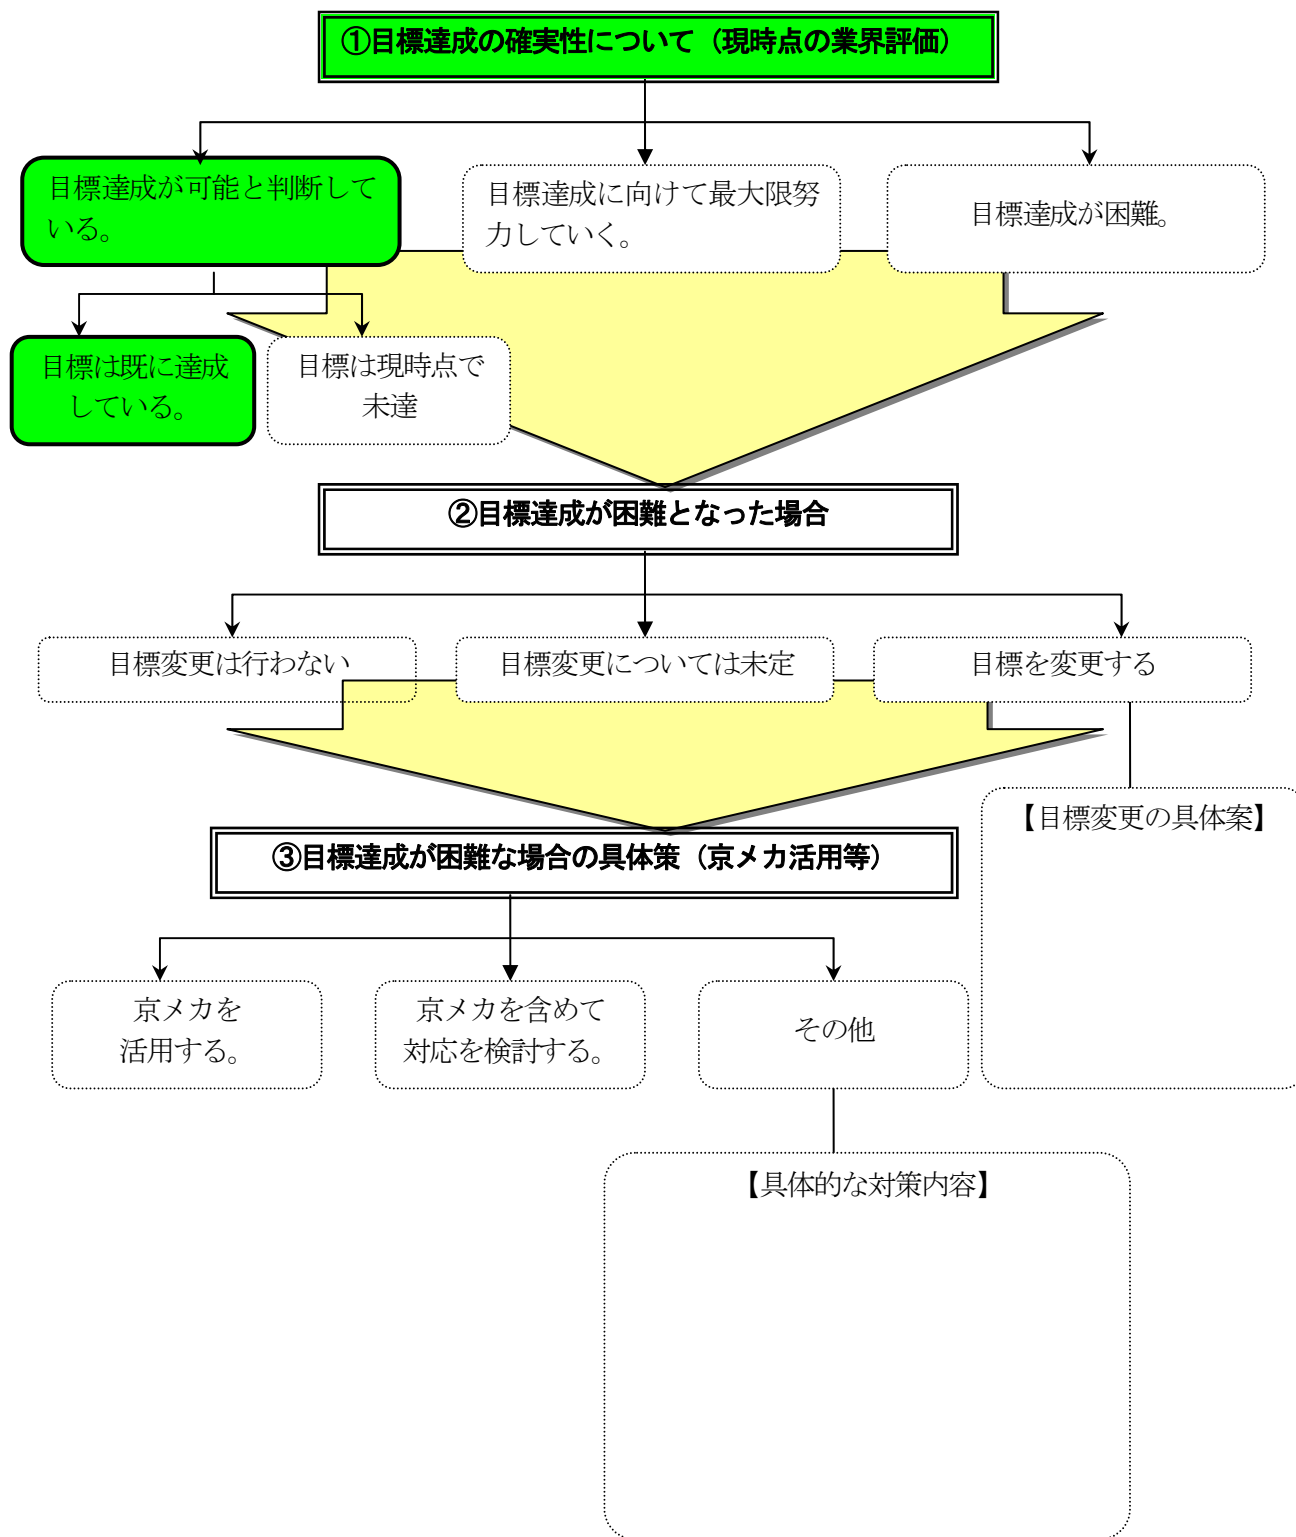 ①目標達成の確実性について（現時点の業界評価）
目標達成が可能と判断して
いる。
目標達成に向けて最大限努
力していく。
目標達成が困難。
目標は既に達成
している。
目標は現時点で
未達
②目標達成が困難となった場合
目標変更は行わない
目標変更については未定
目標を変更する
【目標変更の具体案】
③目標達成が困難な場合の具体策（京メカ活用等）
京メカを
活用する。
京メカを含めて
対応を検討する。
その他
【具体的な対策内容】